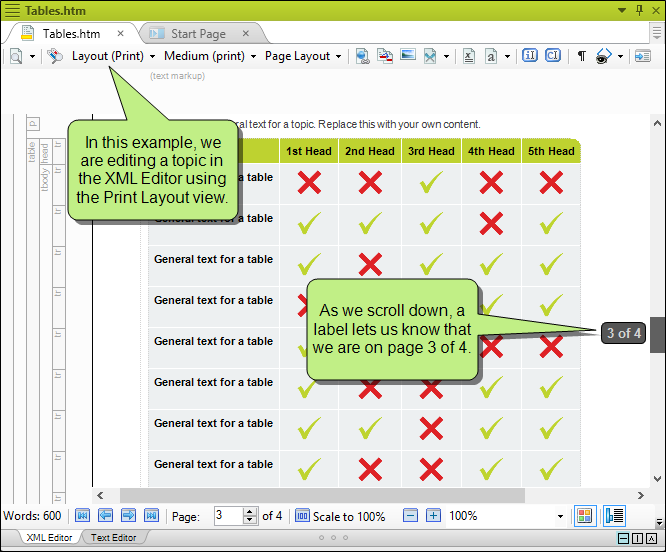 Tables.htm
Tables.htm
Start Page
Layout (Print)
Medium (print)
Page Layout
(text markup)
In this example, we
are editing a topic in
the XML Editor using
the Print Layout view.
P
table
tbody
head
tr
tr
tr
tr
tr
tr
tr
tr
tr
text for a topic. Replace this with your own content.
1st Head 2nd Head 3rd Head 4th Head 5th Head
a table
General text for a table
General text for a table
General text for a table
As we scroll down, a
label lets us know that
we are on page 3 of 4.
3 of 4
General text for a table
General text for a table
General text for a table
General text for a table
Words: 600
Page: 3 of 4
Scale to 100%
100%
XML Editor
Text Editor